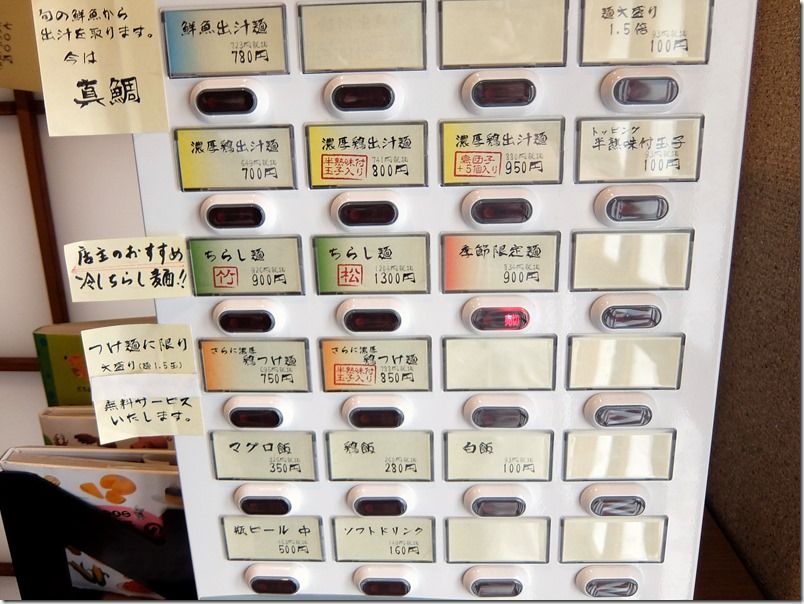 旬の鮮魚から
出汁を取ります。
今は
真鯛
鮮魚出汁麺
780円
麺大盛り
1.5倍
100円
濃厚鶏出汁麺
700円
濃厚鶏出汁麺
半熟味付
玉子入り
800円
濃厚鶏出汁麺
+5個入り
950円
トッピング
半熟味付玉子
100円
店主のおすすめ
冷しちらし麺!!
ちらし麺
竹
900円
ちらし麺
松
1300円
季節限定麺
900円
つけ麺に限り
大盛り(麺1.5玉)
無料サービス
いたします。
さらに濃厚
鶏つけ麺
750円
さらに濃厚
鶏つけ麺
半熟味付
玉子入り
850円
マグロ飯
350円
鶏飯
280円
白飯
100円
瓶ビール 中
500円
ソフトドリンク
160円